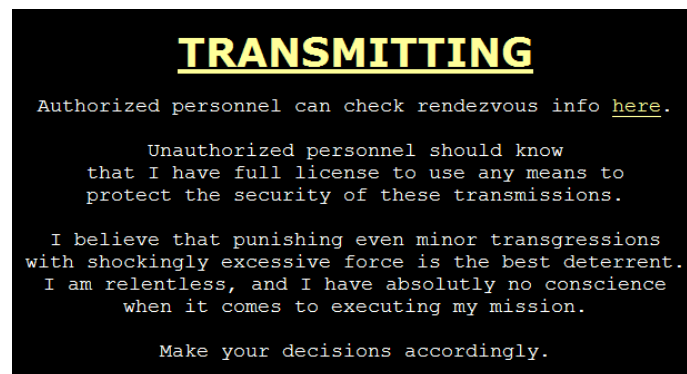 TRANSMITTING
Authorized personnel can check rendezvous info here.
Unauthorized personnel should know
that I have full license to use any means to
protect the security of these transmissions.
I believe that punishing even minor transgressions
with shockingly excessive force is the best deterrent.
I am relentless, and I have absolutly no conscience
when it comes to executing my mission.
Make your decisions accordingly.